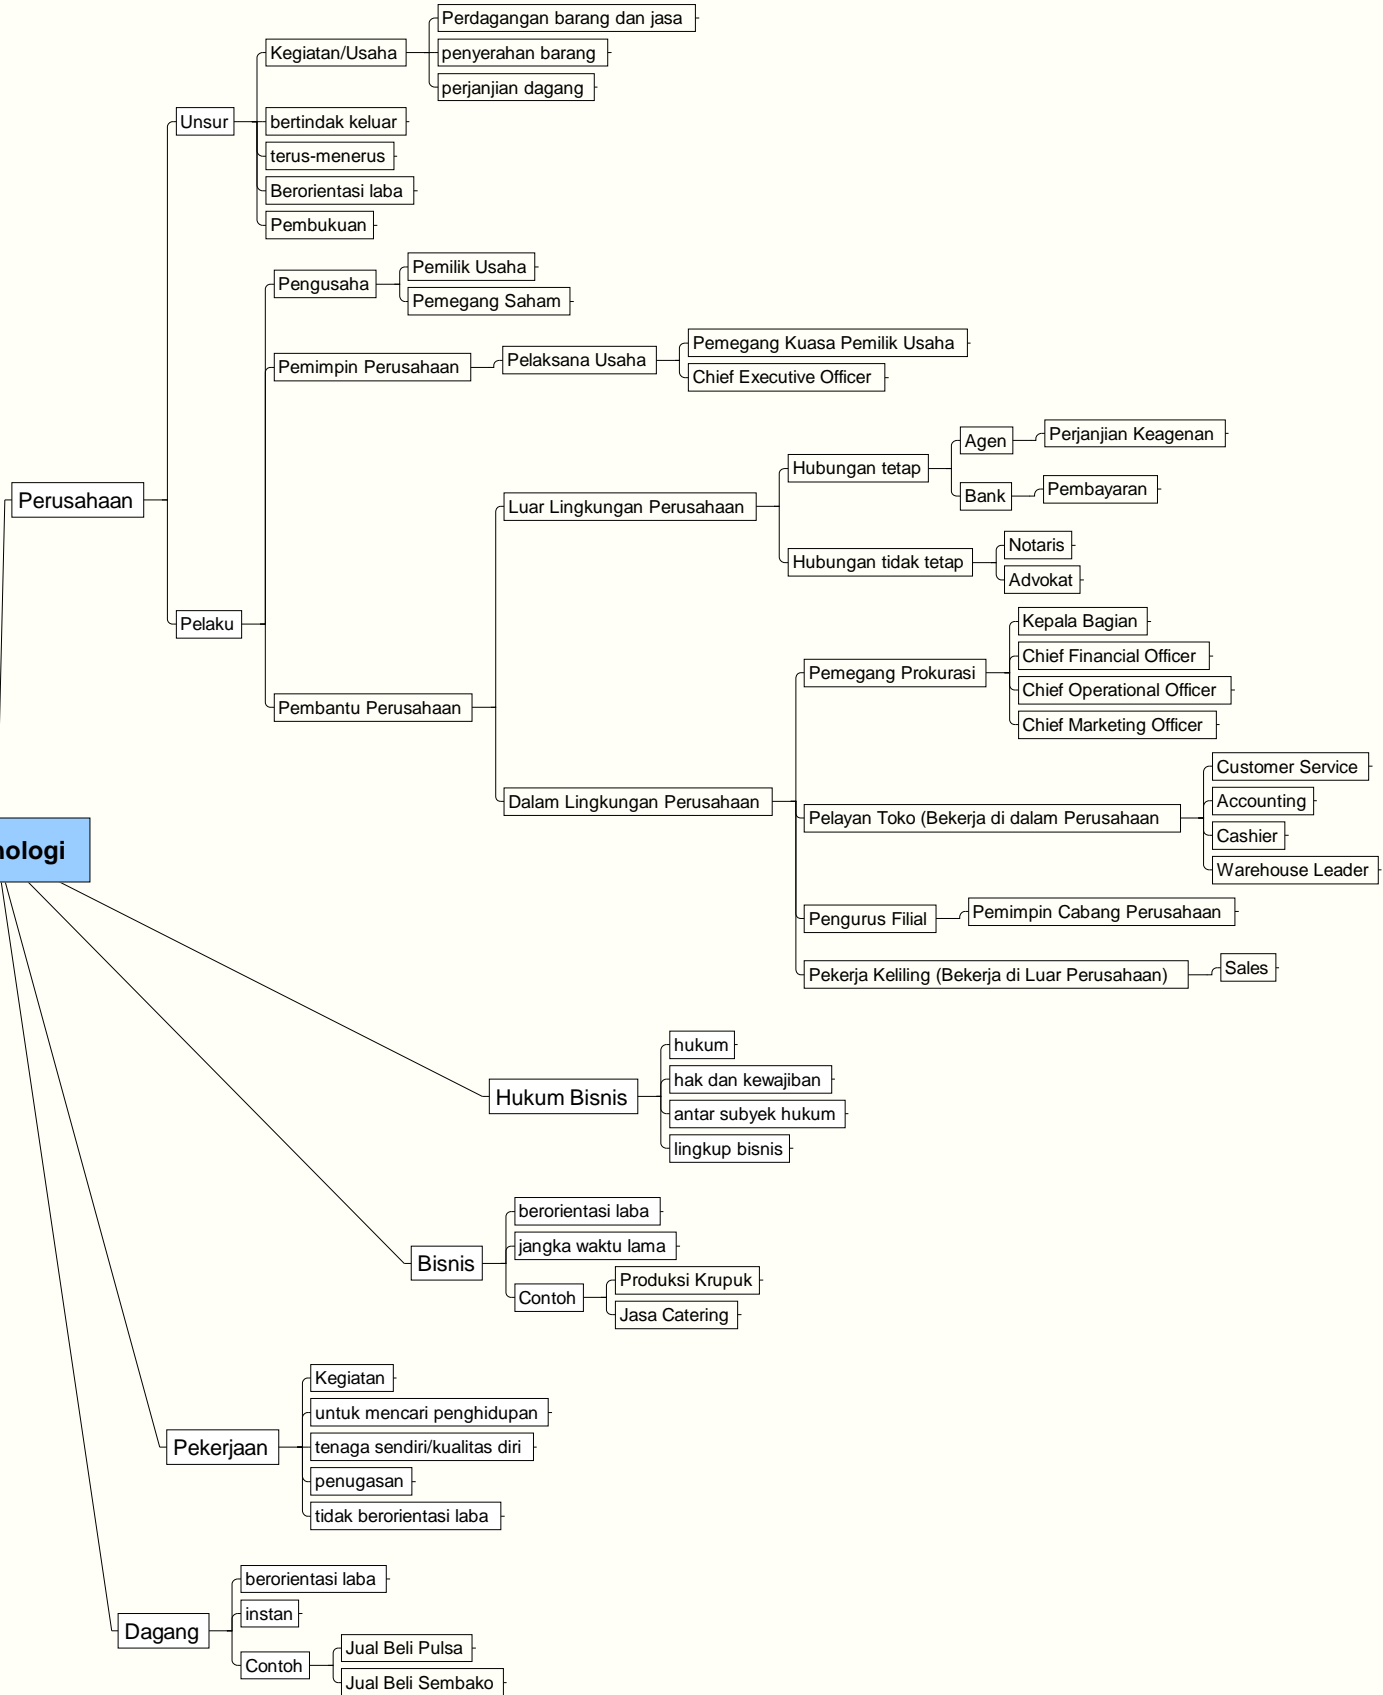 Perusahaan
Unsur
Kegiatan/Usaha
Perdagangan barang dan jasa
penyerahan barang
perjanjian dagang
bertindak keluar
terus-menerus
Berorientasi laba
Pembukuan
Pelaku
Pengusaha
Pemilik Usaha
Pemegang Saham
Pemimpin Perusahaan
Pelaksana Usaha
Pemegang Kuasa Pemilik Usaha
Chief Executive Officer
Pembantu Perusahaan
Luar Lingkungan Perusahaan
Hubungan tetap
Agen
Perjanjian Keagenan
Bank
Pembayaran
Hubungan tidak tetap
Notaris
Advokat
Dalam Lingkungan Perusahaan
Pemegang Prokurasi
Kepala Bagian
Chief Financial Officer
Chief Operational Officer
Chief Marketing Officer
Pelayan Toko (Bekerja di dalam Perusahaan
Customer Service
Accounting
Cashier
Warehouse Leader
Pengurus Filial
Pemimpin Cabang Perusahaan
Pekerja Keliling (Bekerja di Luar Perusahaan)
Sales
ologi
Hukum Bisnis
hukum
hak dan kewajiban
antar subyek hukum
lingkup bisnis
Bisnis
berorientasi laba
jangka waktu lama
Contoh
Produksi Krupuk
Jasa Catering
Pekerjaan
Kegiatan
untuk mencari penghidupan
tenaga sendiri/kualitas diri
penugasan
tidak berorientasi laba
Dagang
berorientasi laba
instan
Contoh
Jual Beli Pulsa
Jual Beli Sembako